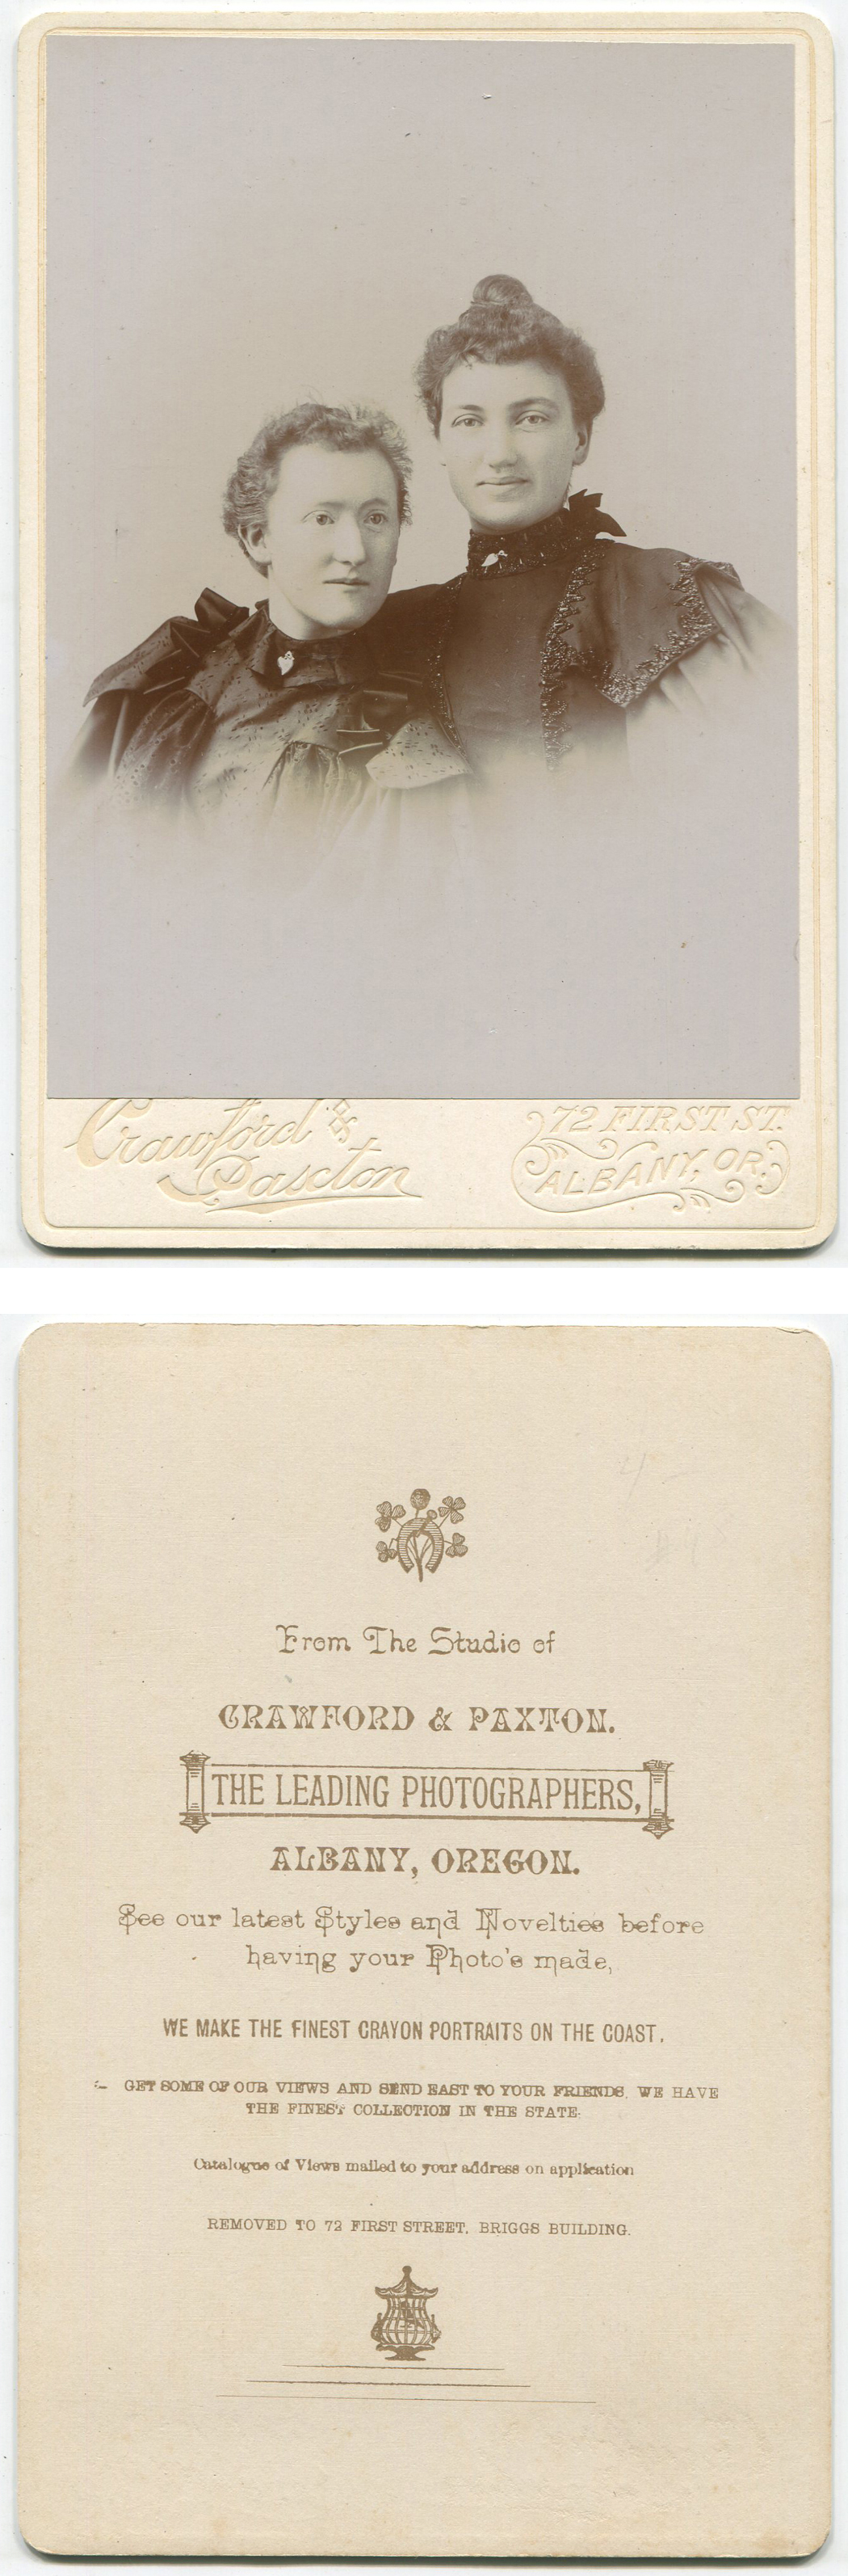 Crawford &
Paxton
72 FIRST ST.
ALBANY, OR.
From The Studio of
CRAWFORD & PAXTON.
THE LEADING PHOTOGRAPHERS,
ALBANY, OREGON.
See our latest Styles and Novelties before
having your Photo's made,
WE MAKE THE FINEST CRAYON PORTRAITS ON THE COAST.
GET SOME OF OUR VIEWS AND SEND EAST TO YOUR FRIENDS, WE HAVE
THE FINEST COLLECTION IN THE STATE.
Catalogue of Views mailed to your address on application
REMOVED TO 72 FIRST STREET, BRIGGS BUILDING.